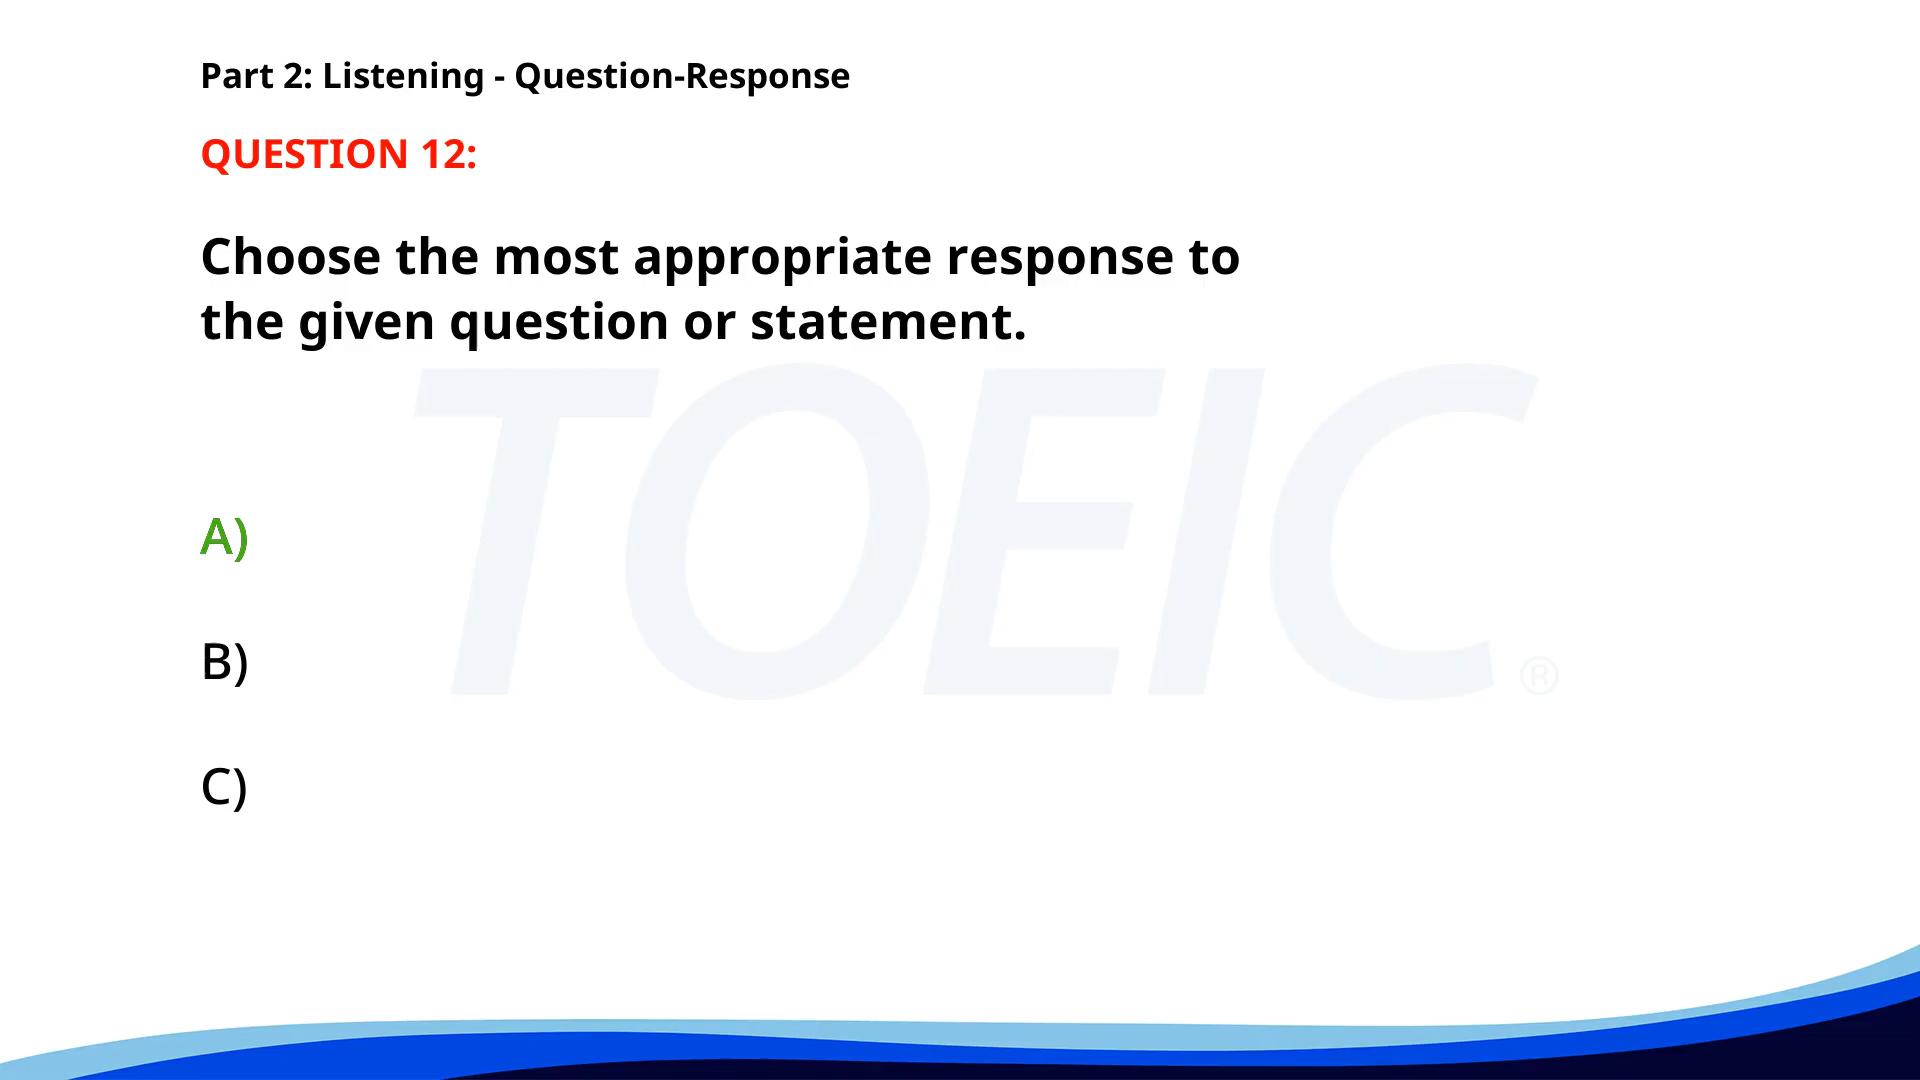 Part 2: Listening - Question-Response
QUESTION 12:
Choose the most appropriate response to
the given question or statement.
TOEIC®
A)
B)
C)